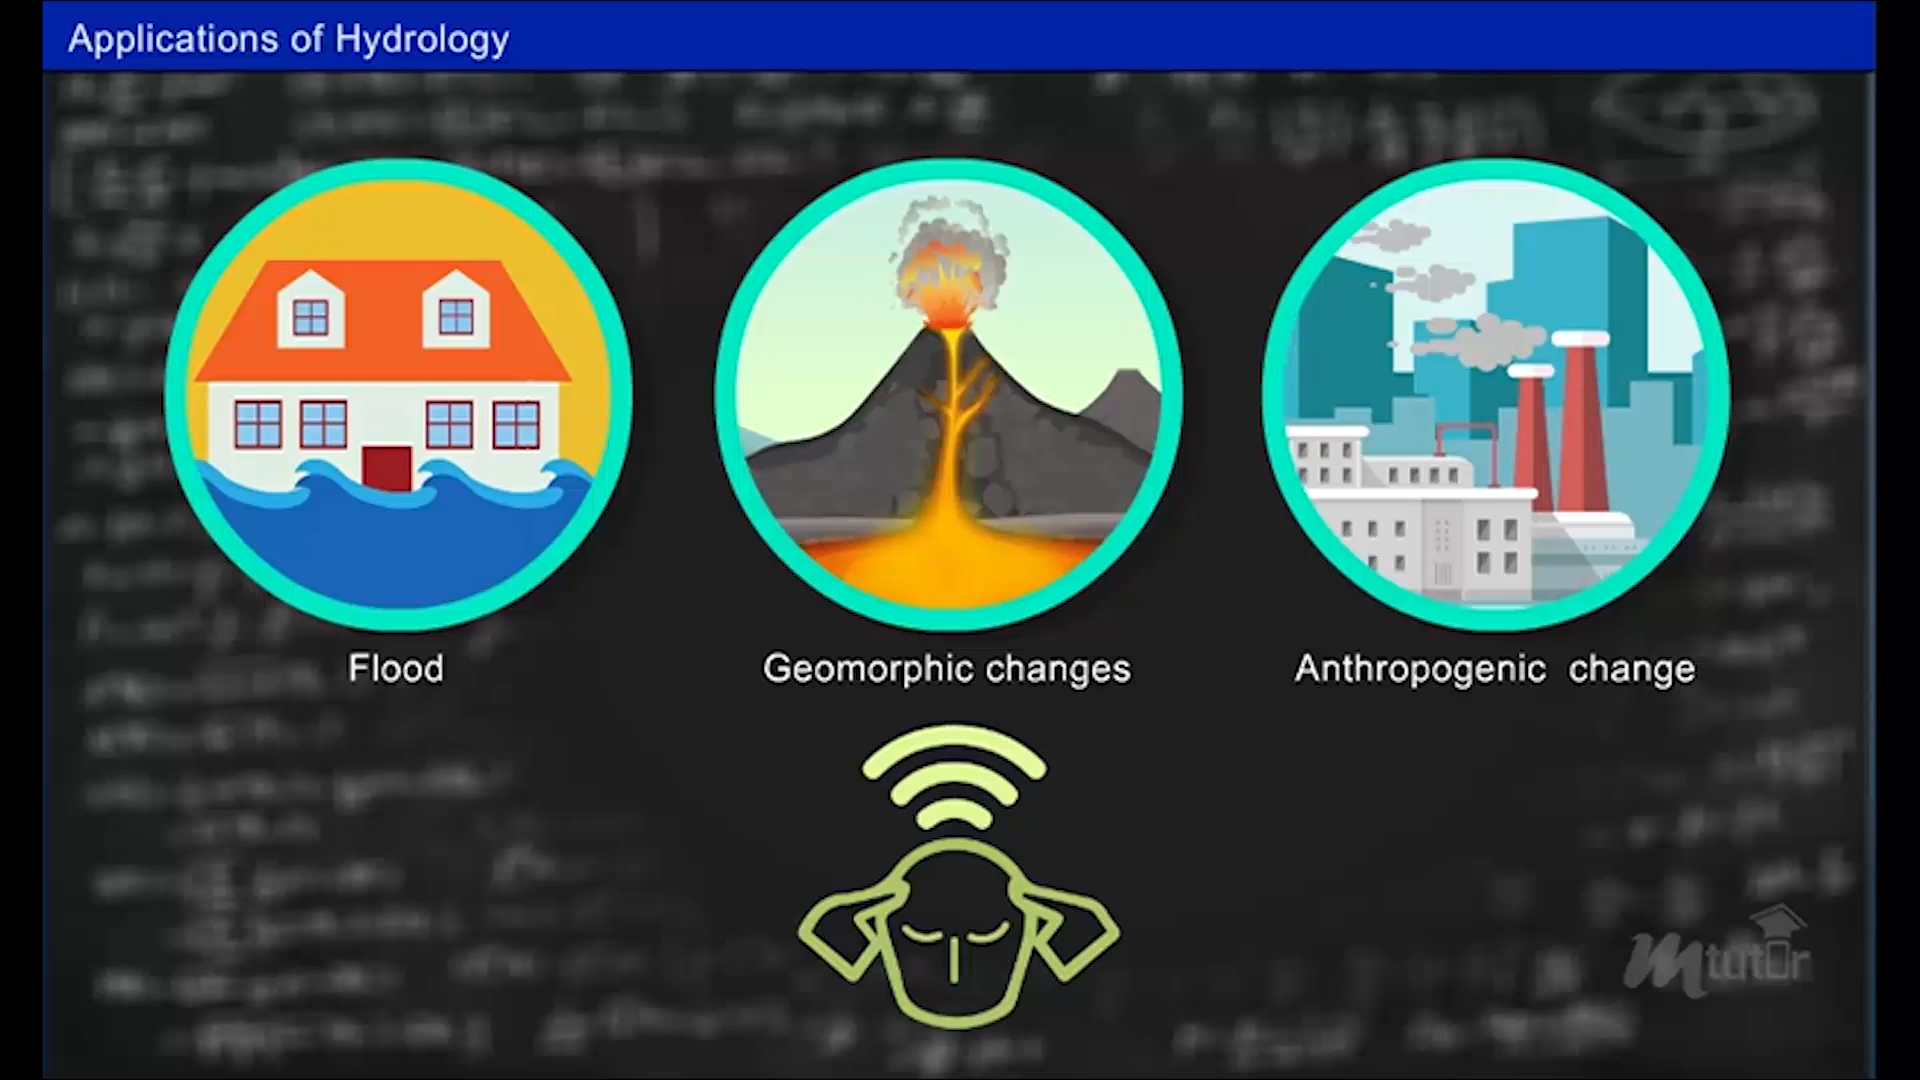 Applications of Hydrology
Flood
Geomorphic changes
Anthropogenic change
mtutor